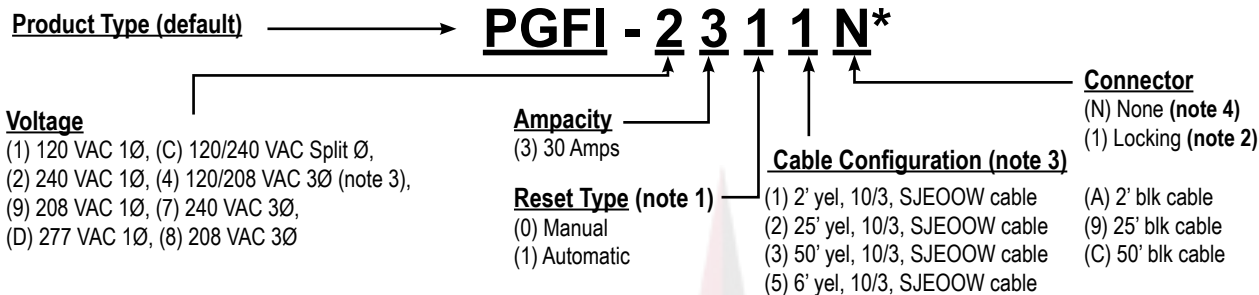 Product Type (default)
PGFI - 2 3 1 1 N*
Voltage
(1) 120 VAC 1Ø, (C) 120/240 VAC Split Ø,
(2) 240 VAC 1Ø, (4) 120/208 VAC 3Ø (note 3),
(9) 208 VAC 1Ø, (7) 240 VAC 3Ø,
(D) 277 VAC 1Ø, (8) 208 VAC 3Ø
Ampacity
(3) 30 Amps
Reset Type (note 1)
(0) Manual
(1) Automatic
Cable Configuration (note 3)
(1) 2’ yel, 10/3, SJEOOW cable
(2) 25’ yel, 10/3, SJEOOW cable
(3) 50’ yel, 10/3, SJEOOW cable
(5) 6’ yel, 10/3, SJEOOW cable
(A) 2’ blk cable
(9) 25’ blk cable
(C) 50’ blk cable
Connector
(N) None (note 4)
(1) Locking (note 2)